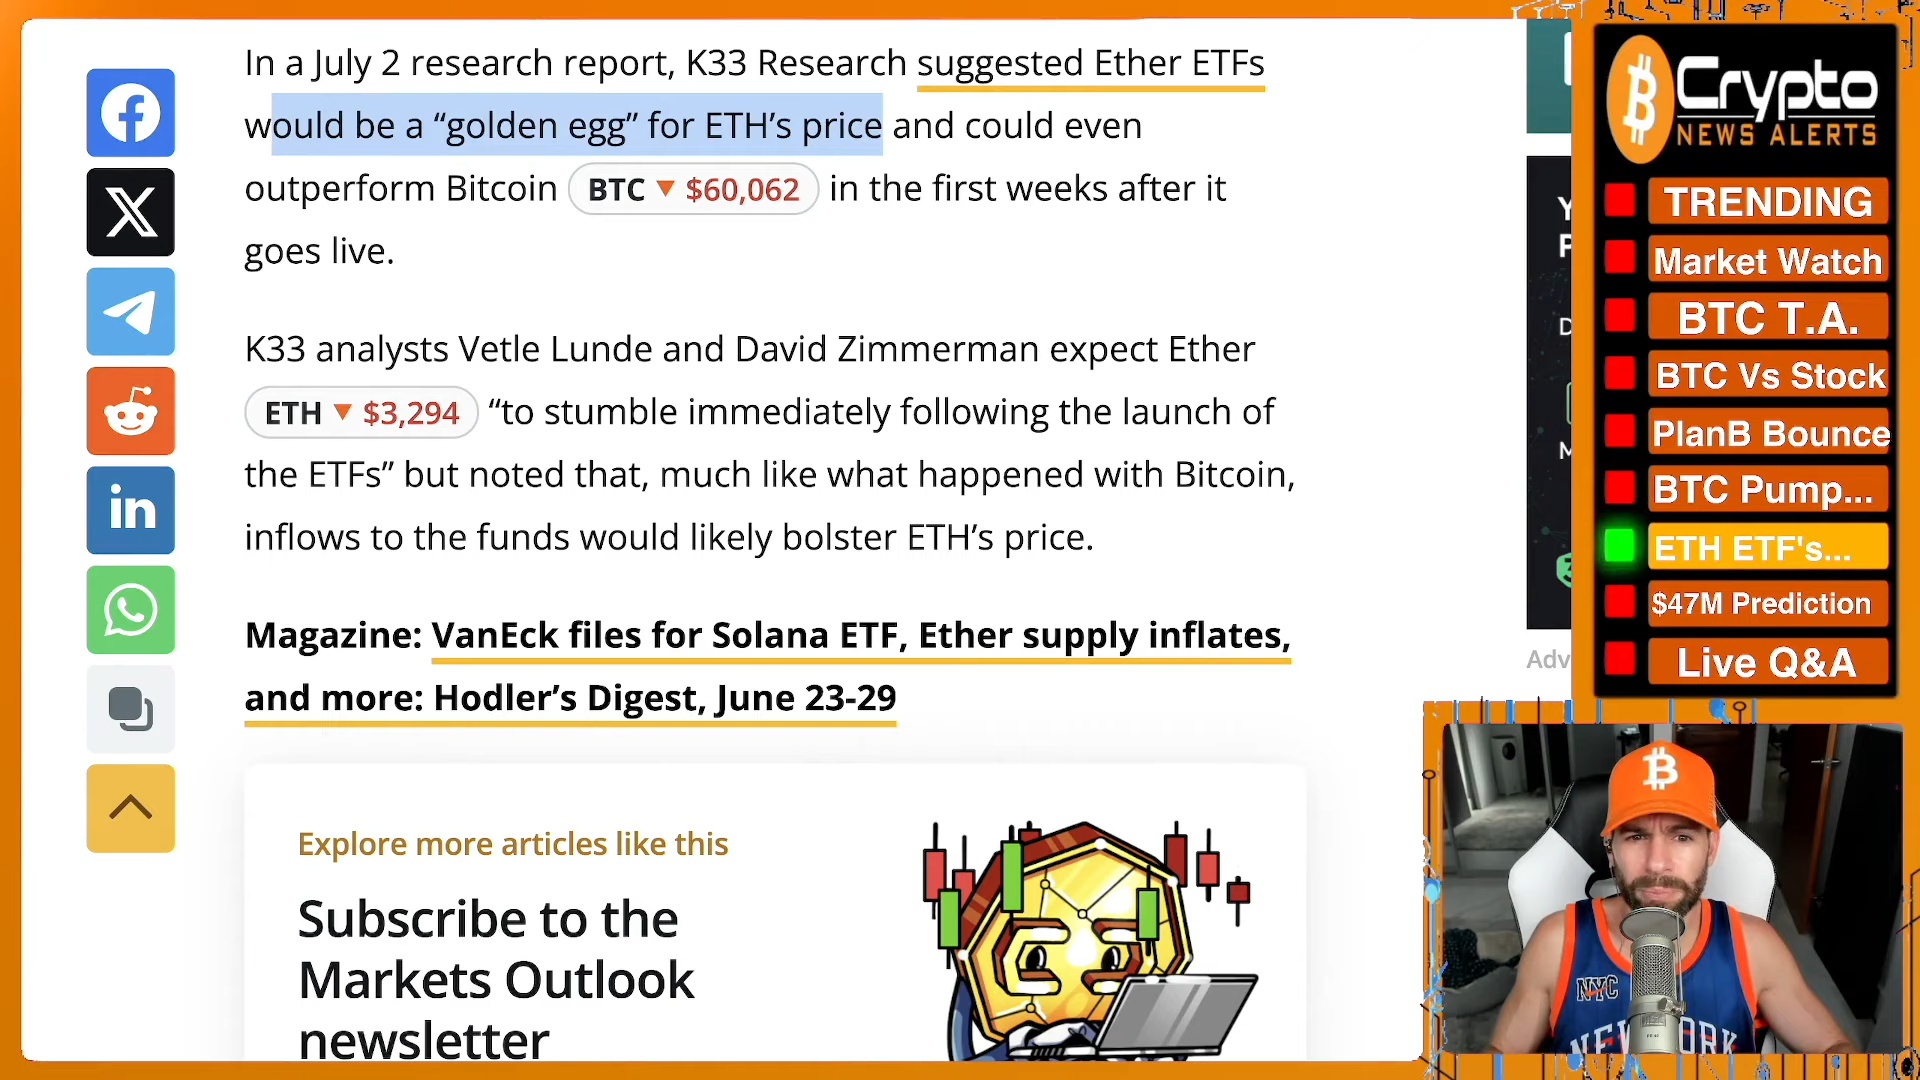 In a July 2 research report, K33 Research suggested Ether ETFs
would be a “golden egg” for ETH’s price and could even
outperform Bitcoin BTC ▼ $60,062 in the first weeks after it
goes live.
K33 analysts Vetle Lunde and David Zimmerman expect Ether
ETH ▼ $3,294 “to stumble immediately following the launch of
the ETFs” but noted that, much like what happened with Bitcoin,
inflows to the funds would likely bolster ETH’s price.
Magazine: VanEck files for Solana ETF, Ether supply inflates,
and more: Hodler’s Digest, June 23-29
Explore more articles like this
Subscribe to the
Markets Outlook
newsletter
Adv
Crypto
NEWS ALERTS
TRENDING
Market Watch
BTC T.A.
BTC Vs Stock
PlanB Bounce
BTC Pump...
ETH ETF's...
$47M Prediction
Live Q&A
NYC
NEW YORK